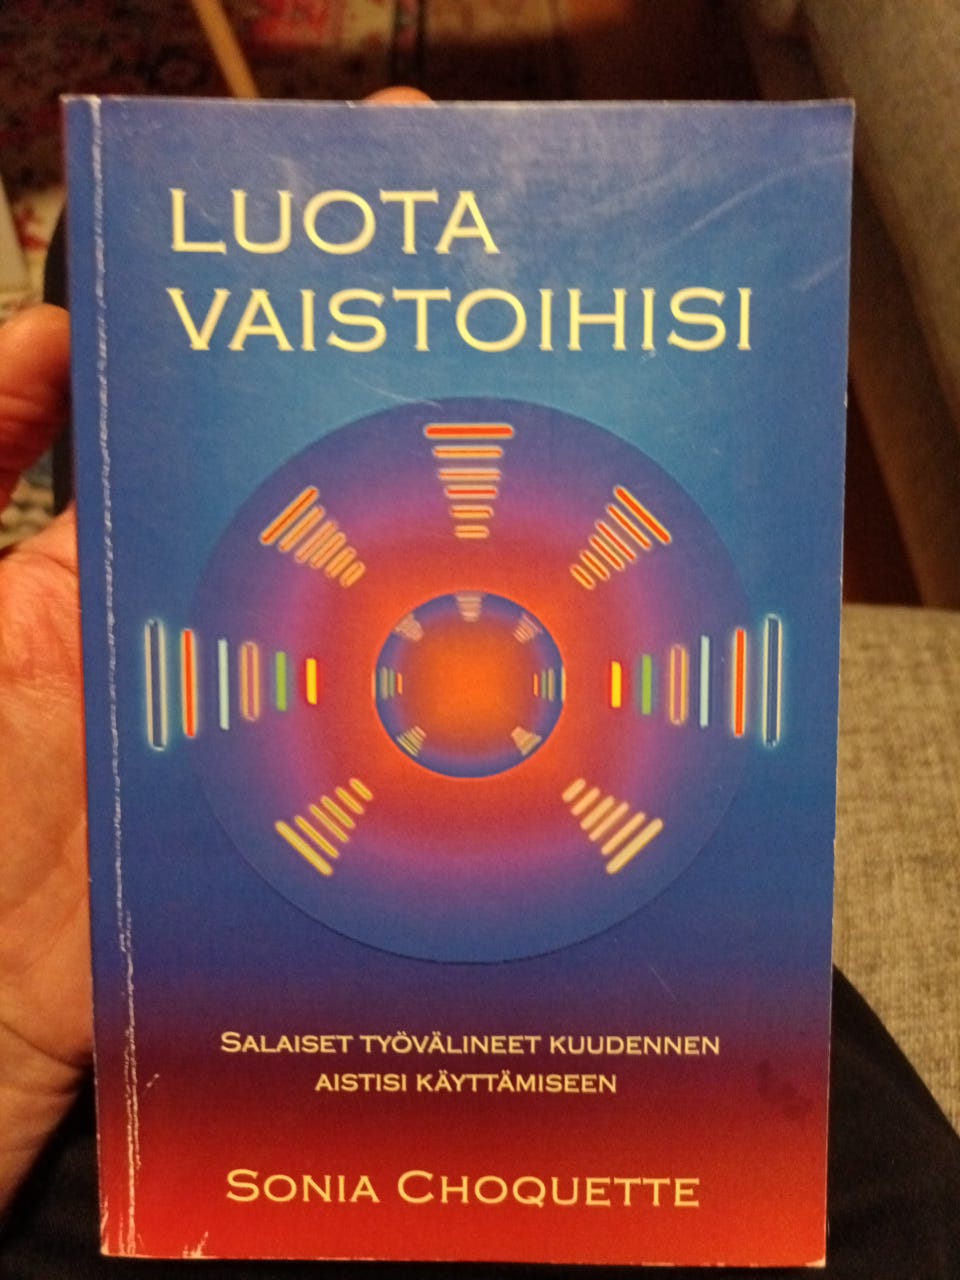 LUOTA
VAISTOIHISI
SALAISET TYÖVÄLINEET KUUDENNEN
AISTISI KÄYTTÄMISEEN
SONIA CHOQUETTE